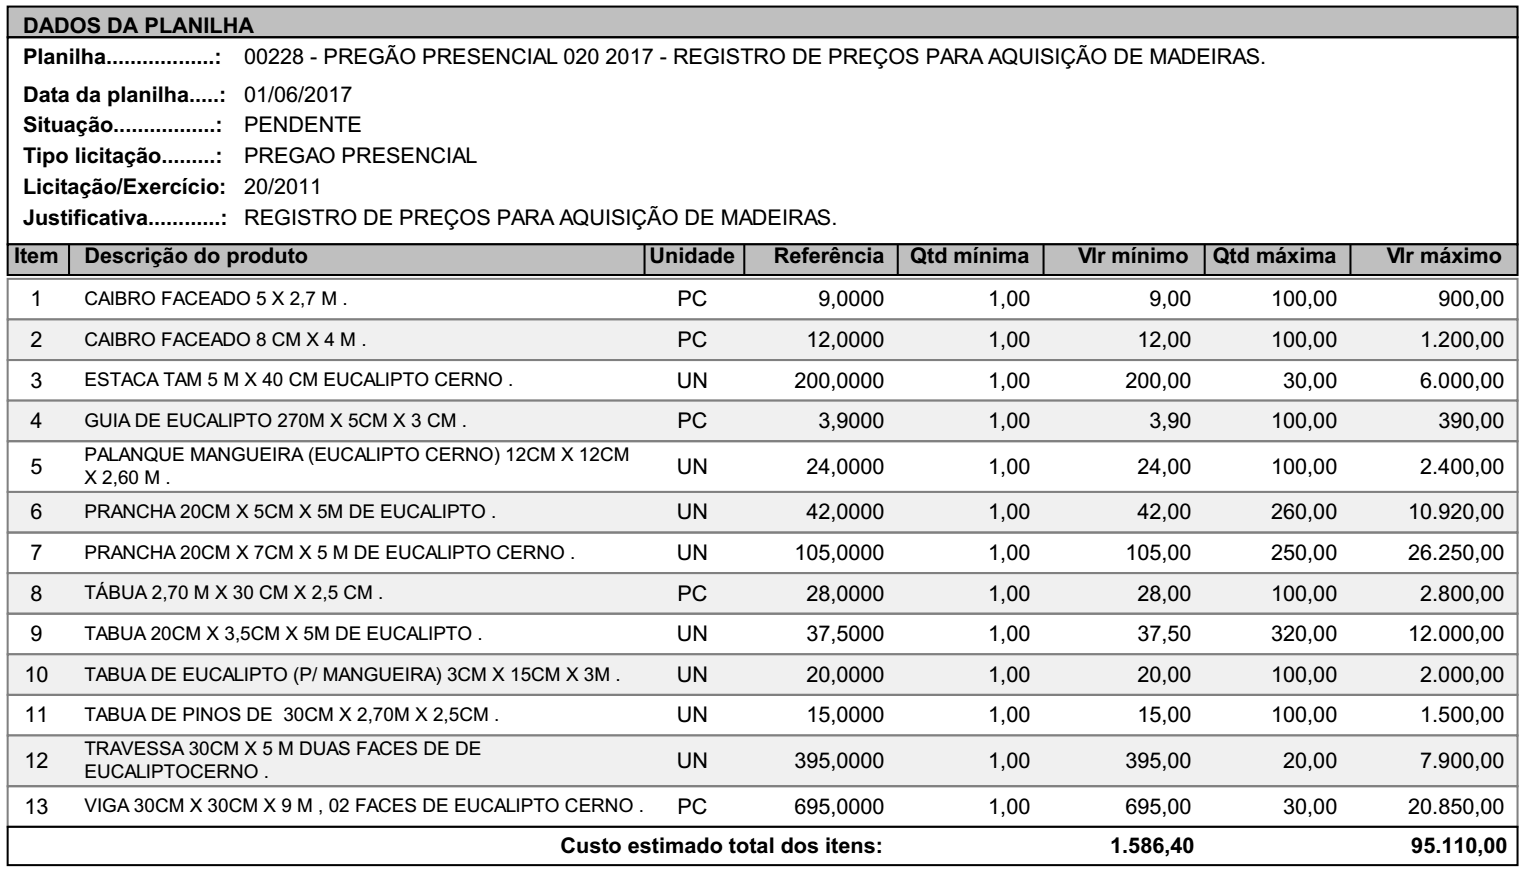 DADOS DA PLANILHA
Planilha..................: 00228 - PREGÃO PRESENCIAL 020 2017 - REGISTRO DE PREÇOS PARA AQUISIÇÃO DE MADEIRAS.
Data da planilha.....: 01/06/2017
Situação.................: PENDENTE
Tipo licitação.........: PREGAO PRESENCIAL
Licitação/Exercício: 20/2011
Justificativa............: REGISTRO DE PREÇOS PARA AQUISIÇÃO DE MADEIRAS.
Item Descrição do produto Unidade Referência Qtd mínima Vlr mínimo Qtd máxima Vlr máximo
1 CAIBRO FACEADO 5 X 2,7 M . PC 9,0000 1,00 9,00 100,00 900,00
2 CAIBRO FACEADO 8 CM X 4 M . PC 12,0000 1,00 12,00 100,00 1.200,00
3 ESTACA TAM 5 M X 40 CM EUCALIPTO CERNO . UN 200,0000 1,00 200,00 30,00 6.000,00
4 GUIA DE EUCALIPTO 270M X 5CM X 3 CM . PC 3,9000 1,00 3,90 100,00 390,00
5 PALANQUE MANGUEIRA (EUCALIPTO CERNO) 12CM X 12CM
X 2,60 M . UN 24,0000 1,00 24,00 100,00 2.400,00
6 PRANCHA 20CM X 5CM X 5M DE EUCALIPTO . UN 42,0000 1,00 42,00 260,00 10.920,00
7 PRANCHA 20CM X 7CM X 5 M DE EUCALIPTO CERNO . UN 105,0000 1,00 105,00 250,00 26.250,00
8 TÁBUA 2,70 M X 30 CM X 2,5 CM . PC 28,0000 1,00 28,00 100,00 2.800,00
9 TABUA 20CM X 3,5CM X 5M DE EUCALIPTO . UN 37,5000 1,00 37,50 320,00 12.000,00
10 TABUA DE EUCALIPTO (P/ MANGUEIRA) 3CM X 15CM X 3M . UN 20,0000 1,00 20,00 100,00 2.000,00
11 TABUA DE PINOS DE 30CM X 2,70M X 2,5CM . UN 15,0000 1,00 15,00 100,00 1.500,00
12 TRAVESSA 30CM X 5 M DUAS FACES DE DE
EUCALIPTOCERNO . UN 395,0000 1,00 395,00 20,00 7.900,00
13 VIGA 30CM X 30CM X 9 M , 02 FACES DE EUCALIPTO CERNO . PC 695,0000 1,00 695,00 30,00 20.850,00
Custo estimado total dos itens: 1.586,40 95.110,00